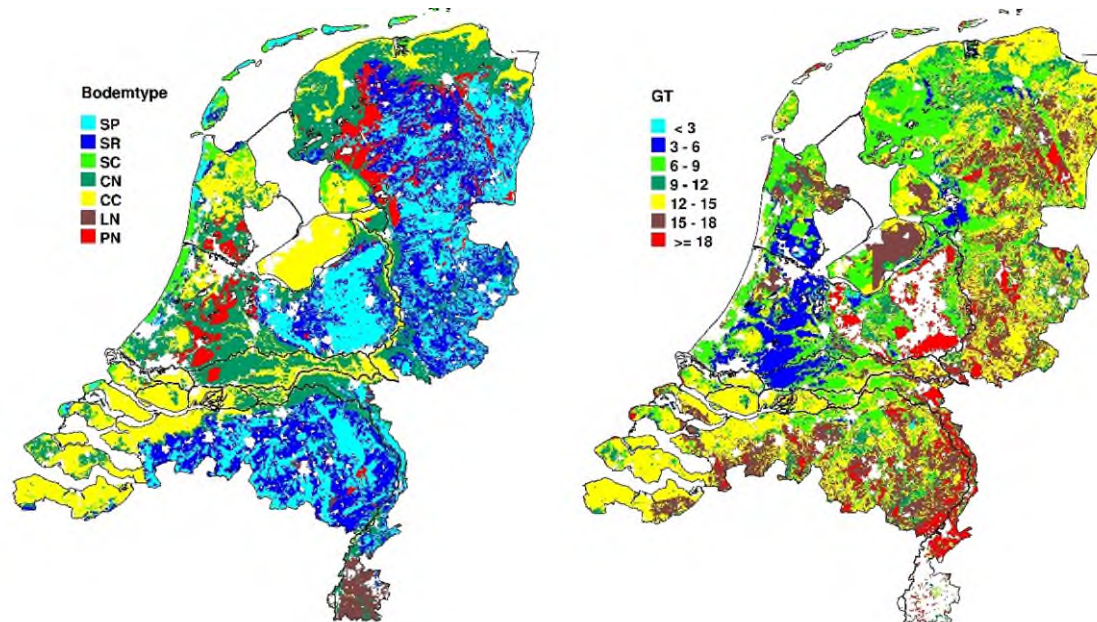 Bodemtype
SP
SR
SC
CN
CC
LN
PN
GT
< 3
3 - 6
6 - 9
9 - 12
12 - 15
15 - 18
>= 18